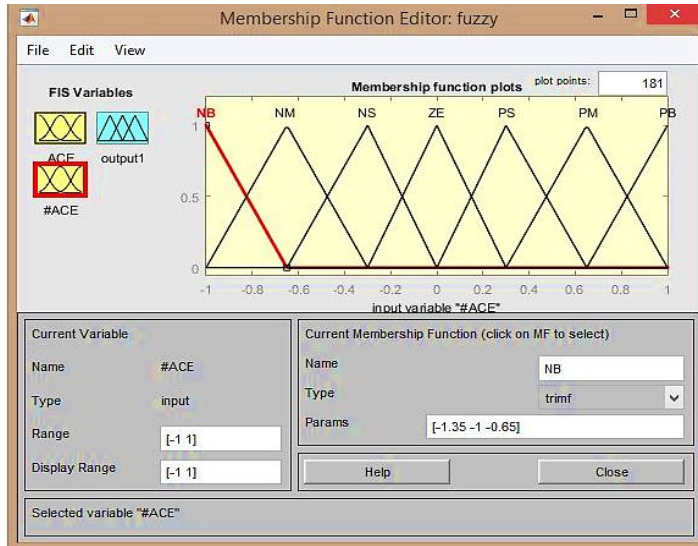 Membership Function Editor: fuzzy
File Edit View
FIS Variables
ACE output1
#ACE
Membership function plots plot points: 181
NB NM NS ZE PS PM PB
1
0.5
0
-1 -0.8 -0.6 -0.4 -0.2 0 0.2 0.4 0.6 0.8 1
input variable "#ACE"
Current Variable
Name #ACE
Type input
Range [-1 1]
Display Range [-1 1]
Current Membership Function (click on MF to select)
Name NB
Type trimf
Params [-1.35 -1 -0.65]
Help Close
Selected variable "#ACE"